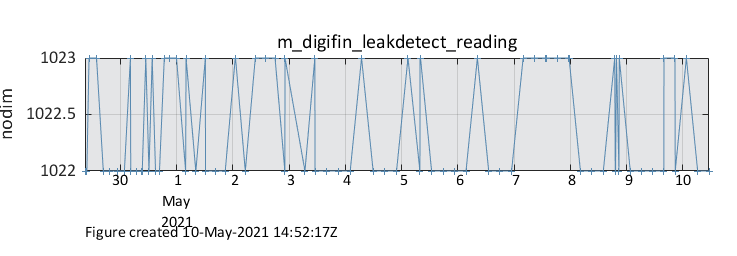 m_digifin_leakdetect_reading
nodim
1023
1022.5
1022
30 1 2 3 4 5 6 7 8 9 10
May
2021
Figure created 10-May-2021 14:52:17Z